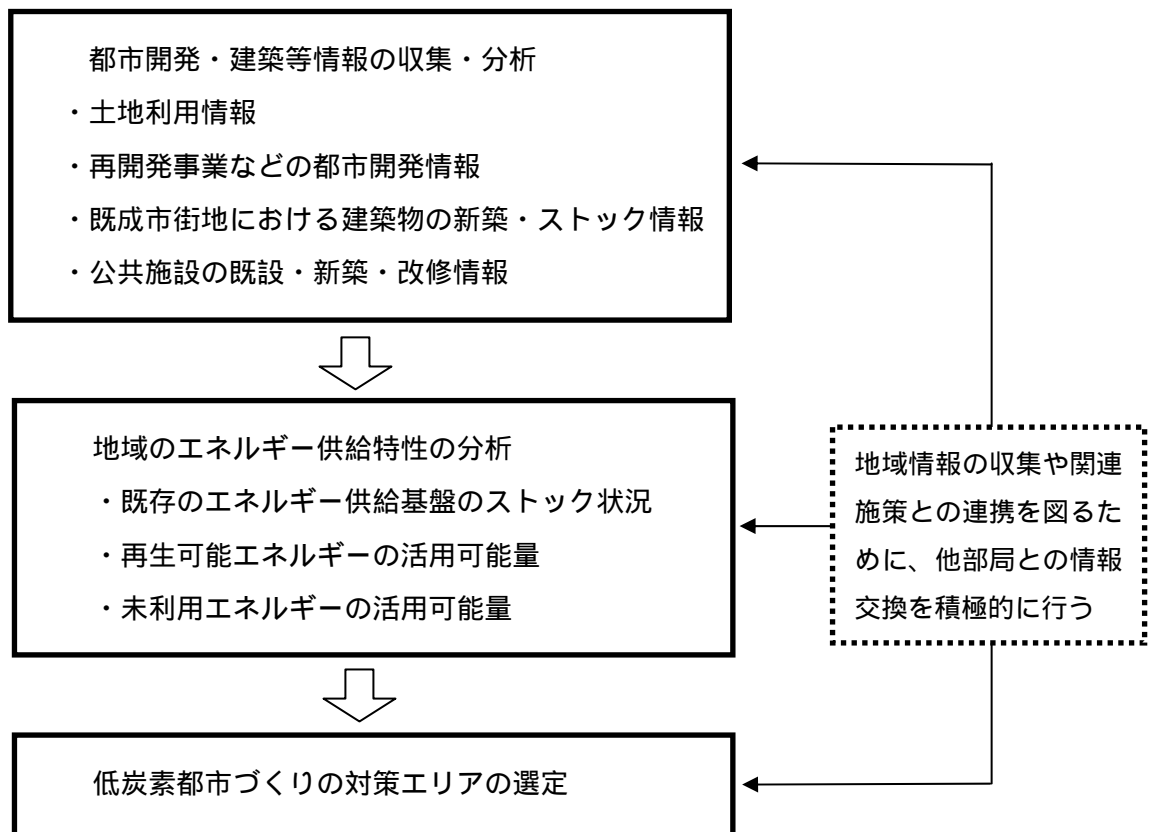 都市開発・建築等情報の収集・分析
・土地利用情報
・再開発事業などの都市開発情報
・既成市街地における建築物の新築・ストック情報
・公共施設の既設・新築・改修情報
地域のエネルギー供給特性の分析
・既存のエネルギー供給基盤のストック状況
・再生可能エネルギーの活用可能量
・未利用エネルギーの活用可能量
地域情報の収集や関連
施策との連携を図るた
めに、他部局との情報
交換を積極的に行う
低炭素都市づくりの対策エリアの選定